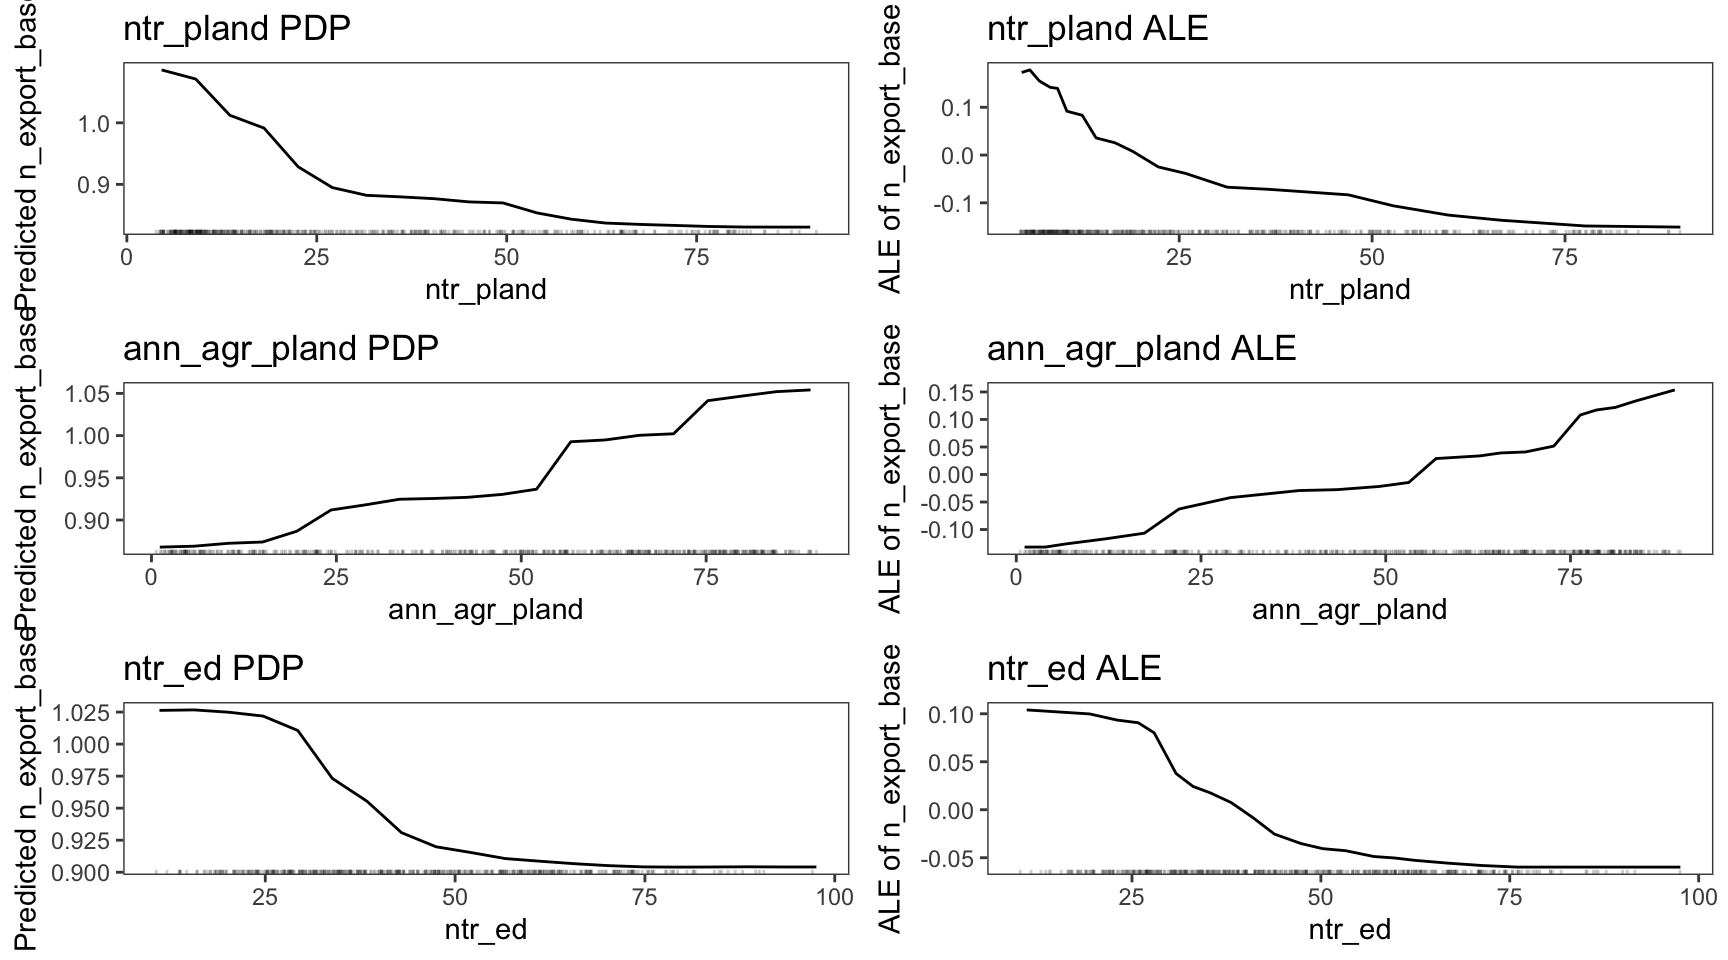 ntr_pland PDP
Predicted n_export_base
1.0
0.9
0
25
50
75
ntr_pland
ntr_pland ALE
ALE of n_export_base
0.1
0.0
-0.1
25
50
75
ntr_pland
ann_agr_pland PDP
Predicted n_export_base
1.05
1.00
0.95
0.90
0
25
50
75
ann_agr_pland
ann_agr_pland ALE
ALE of n_export_base
0.15
0.10
0.05
0.00
-0.05
-0.10
0
25
50
75
ann_agr_pland
ntr_ed PDP
Predicted n_export_base
1.025
1.000
0.975
0.950
0.925
0.900
25
50
75
100
ntr_ed
ntr_ed ALE
ALE of n_export_base
0.10
0.05
0.00
-0.05
25
50
75
100
ntr_ed